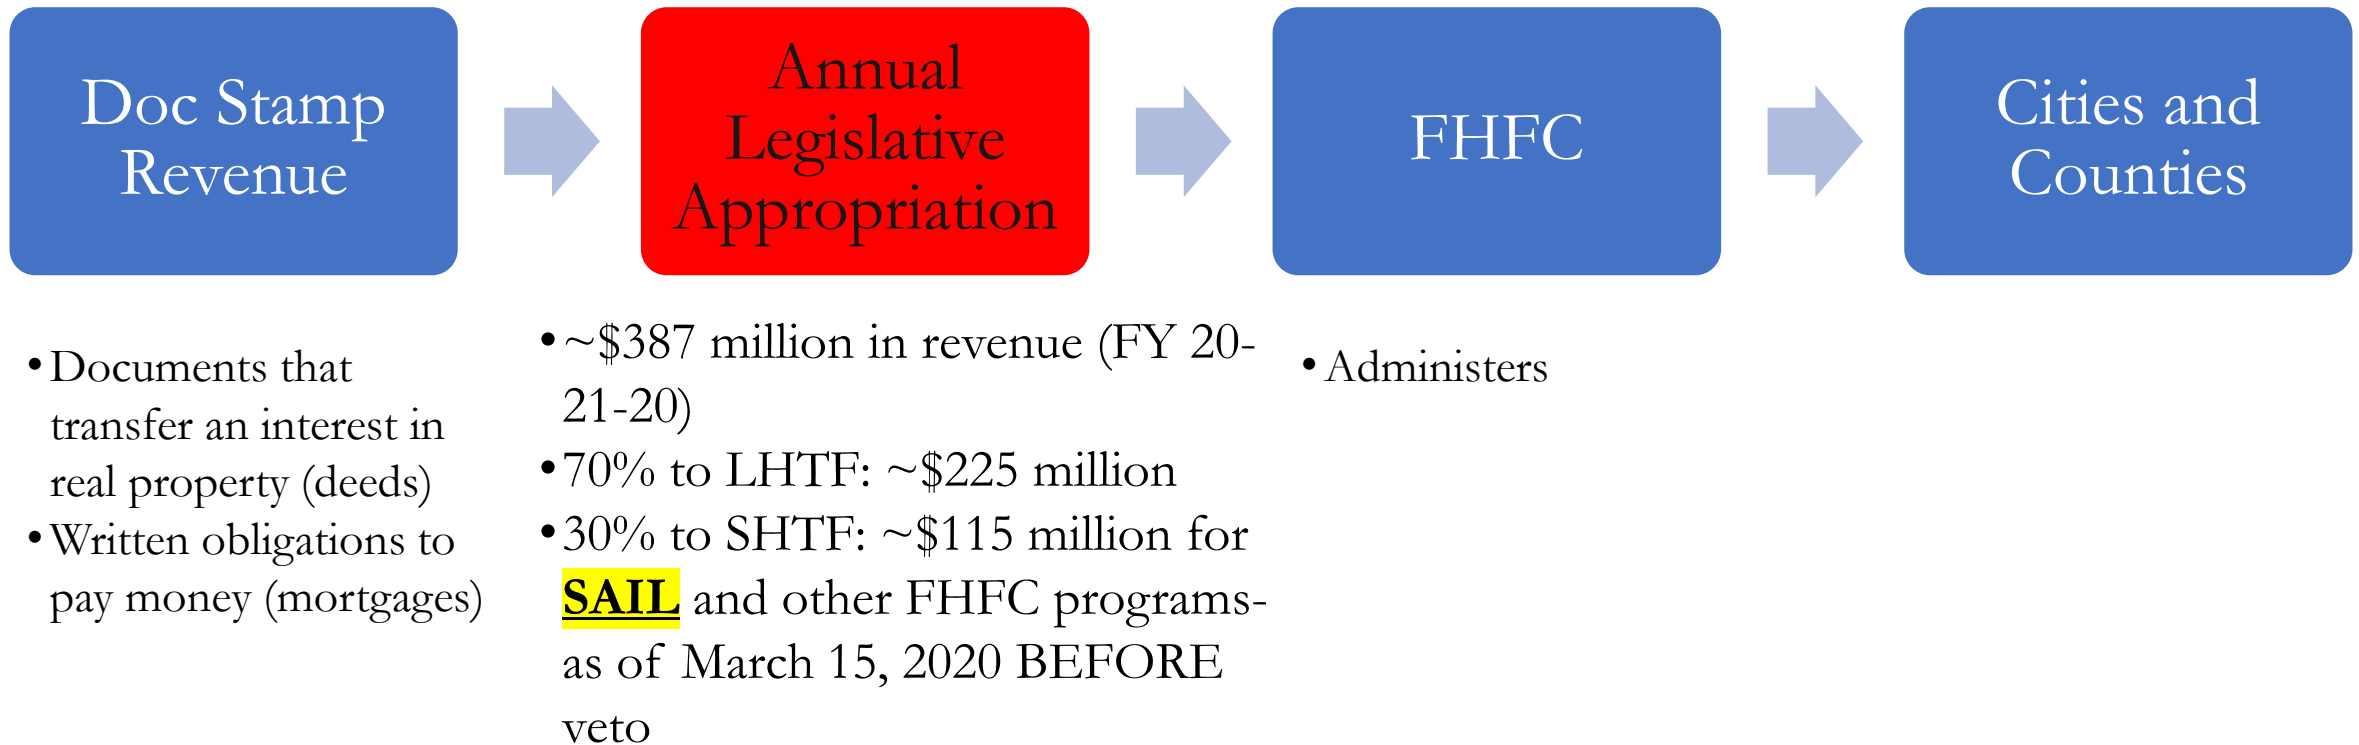 Doc Stamp
Revenue
Annual
Legislative
Appropriation
FHFC
Cities and
Counties
•Documents that
transfer an interest in
real property (deeds)
•Written obligations to
pay money (mortgages)
•~$387 million in revenue (FY 20-
21-20)
•70% to LHTF: ~$225 million
•30% to SHTF: ~$115 million for
SAIL and other FHFC programs-
as of March 15, 2020 BEFORE
veto
•Administers